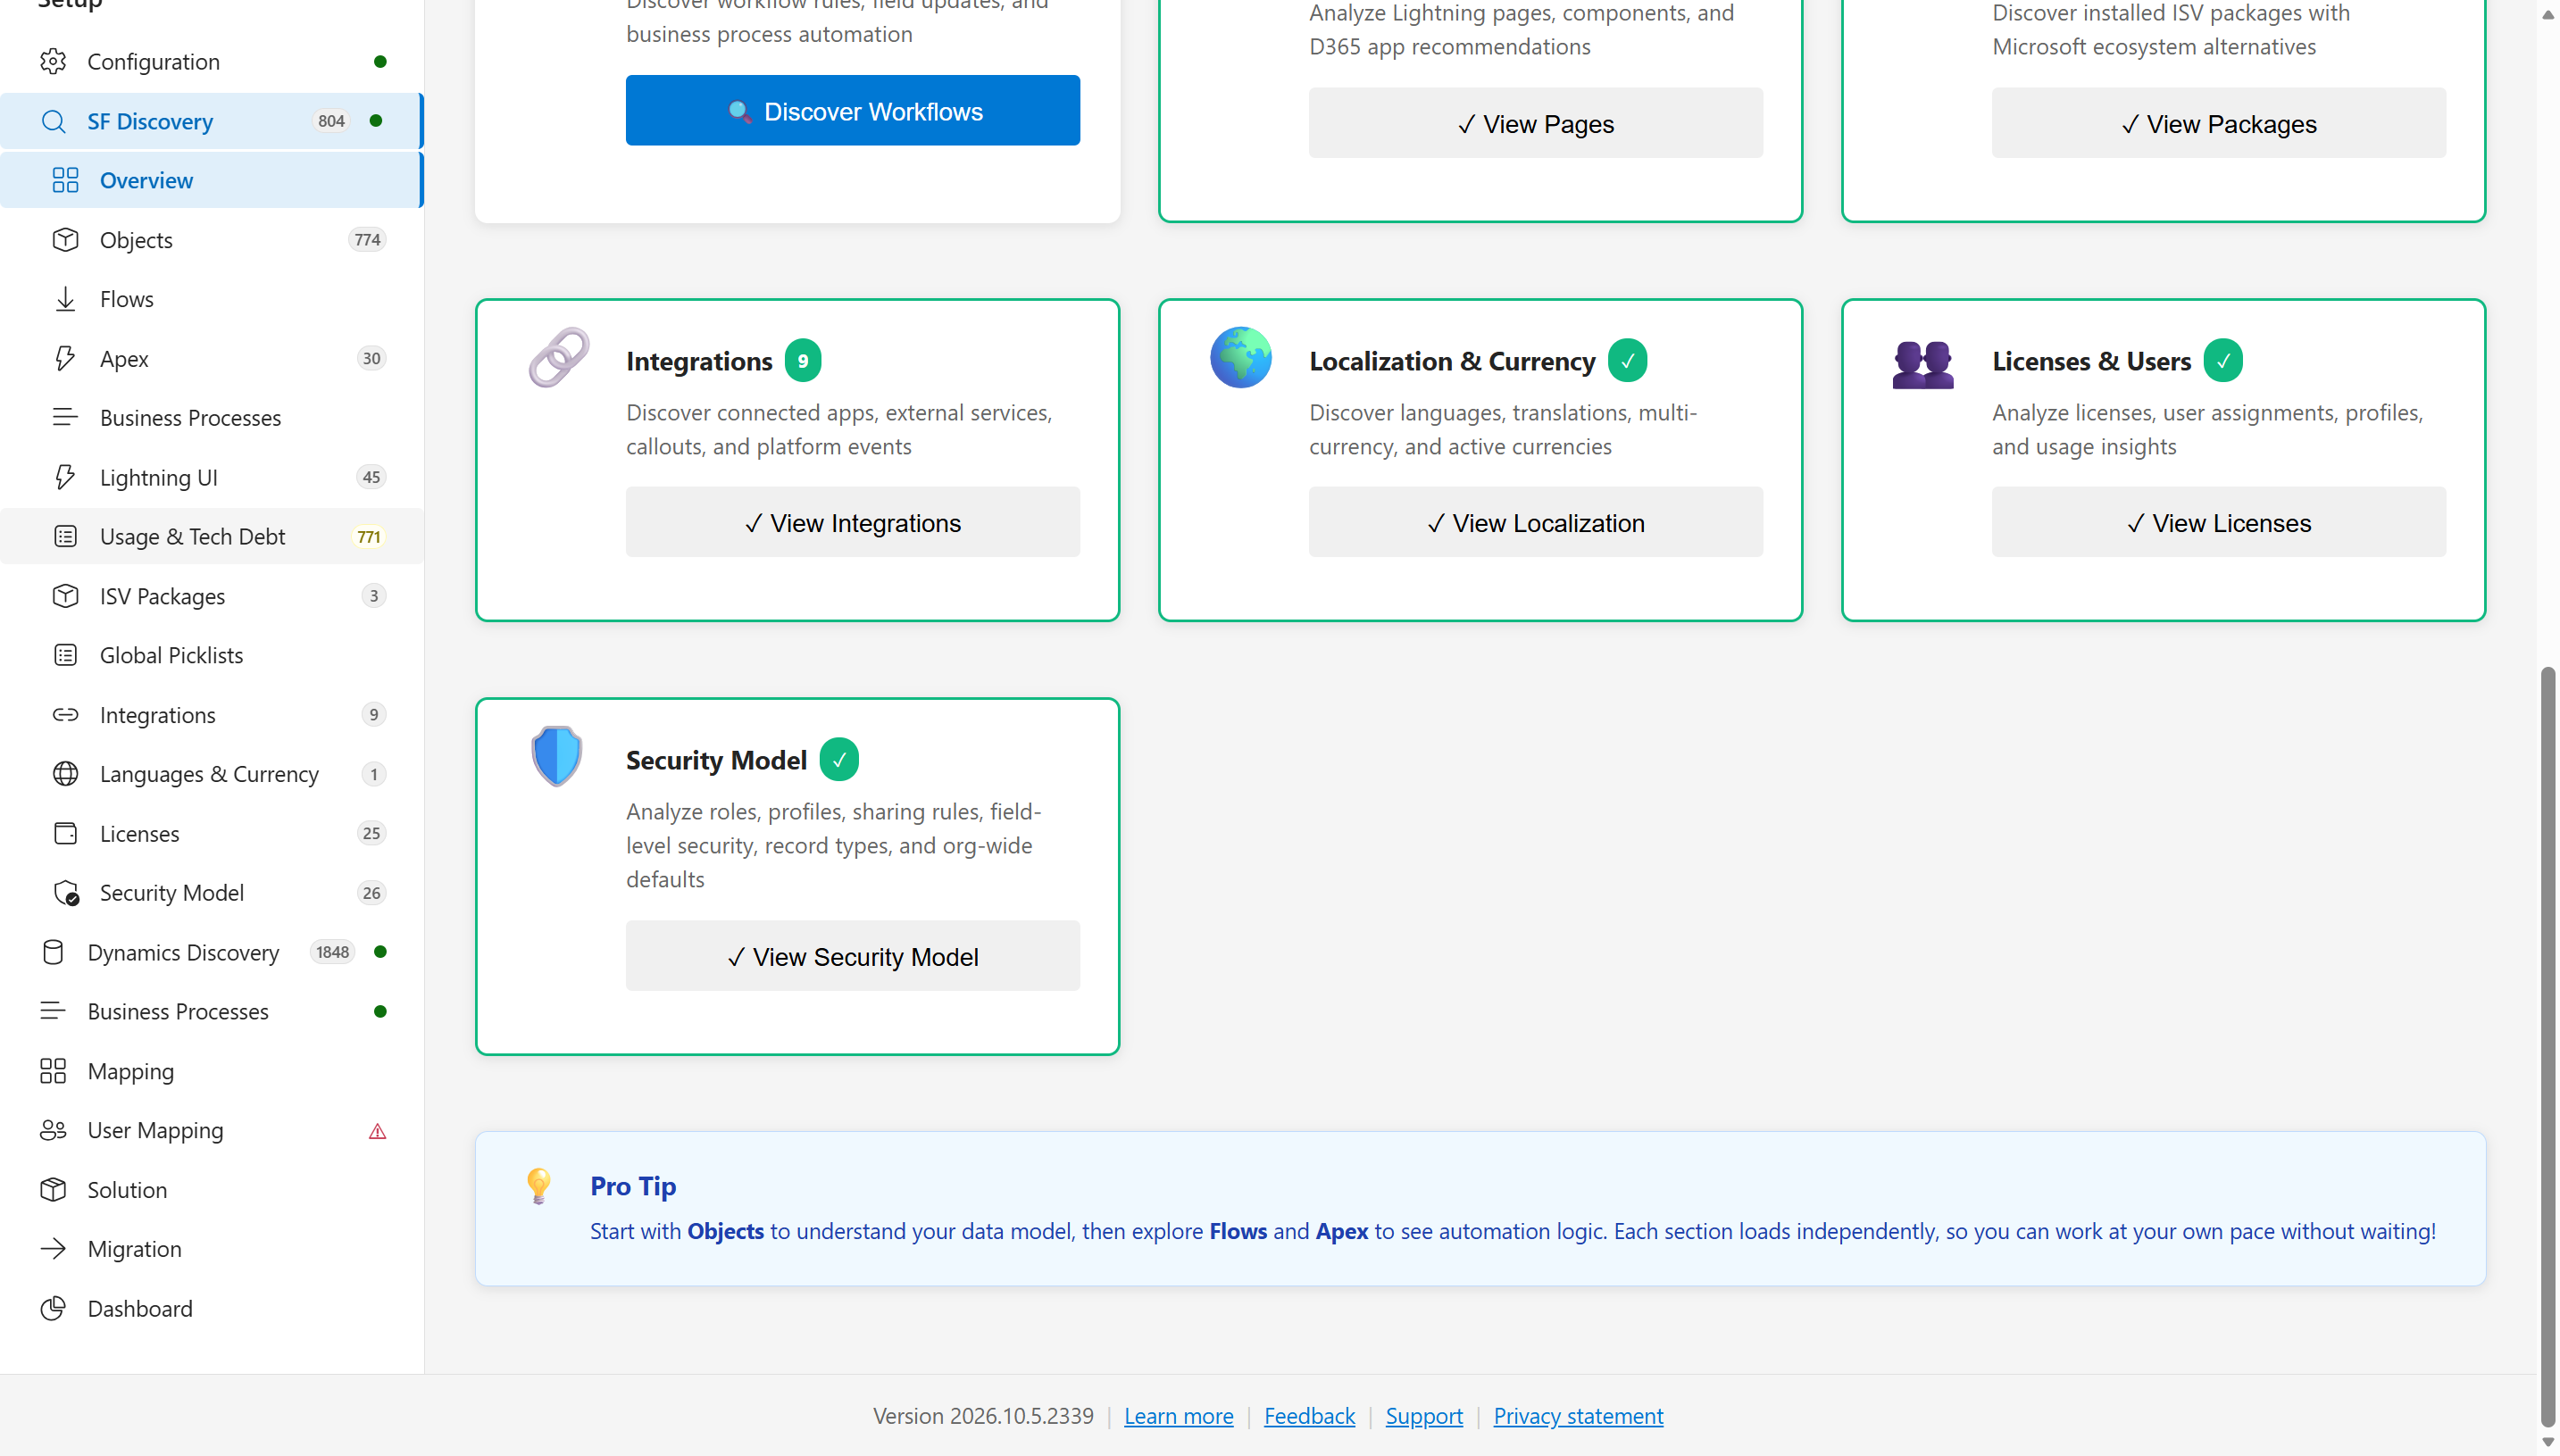 Setup
Configuration
SF Discovery 804
Overview
Objects 774
Flows
Apex 30
Business Processes
Lightning UI 45
Usage & Tech Debt 771
ISV Packages 3
Global Picklists
Integrations 9
Languages & Currency 1
Licenses 25
Security Model 26
Dynamics Discovery 1848
Business Processes
Mapping
User Mapping
Solution
Migration
Dashboard
Discover workflow rules, field updates, and
business process automation
Discover Workflows
Analyze Lightning pages, components, and
D365 app recommendations
✓ View Pages
Discover installed ISV packages with
Microsoft ecosystem alternatives
✓ View Packages
Integrations 9
Discover connected apps, external services,
callouts, and platform events
✓ View Integrations
Localization & Currency ✓
Discover languages, translations, multi-
currency, and active currencies
✓ View Localization
Licenses & Users ✓
Analyze licenses, user assignments, profiles,
and usage insights
✓ View Licenses
Security Model ✓
Analyze roles, profiles, sharing rules, field-
level security, record types, and org-wide
defaults
✓ View Security Model
Pro Tip
Start with Objects to understand your data model, then explore Flows and Apex to see automation logic. Each section loads independently, so you can work at your own pace without waiting!
Version 2026.10.5.2339 | Learn more | Feedback | Support | Privacy statement